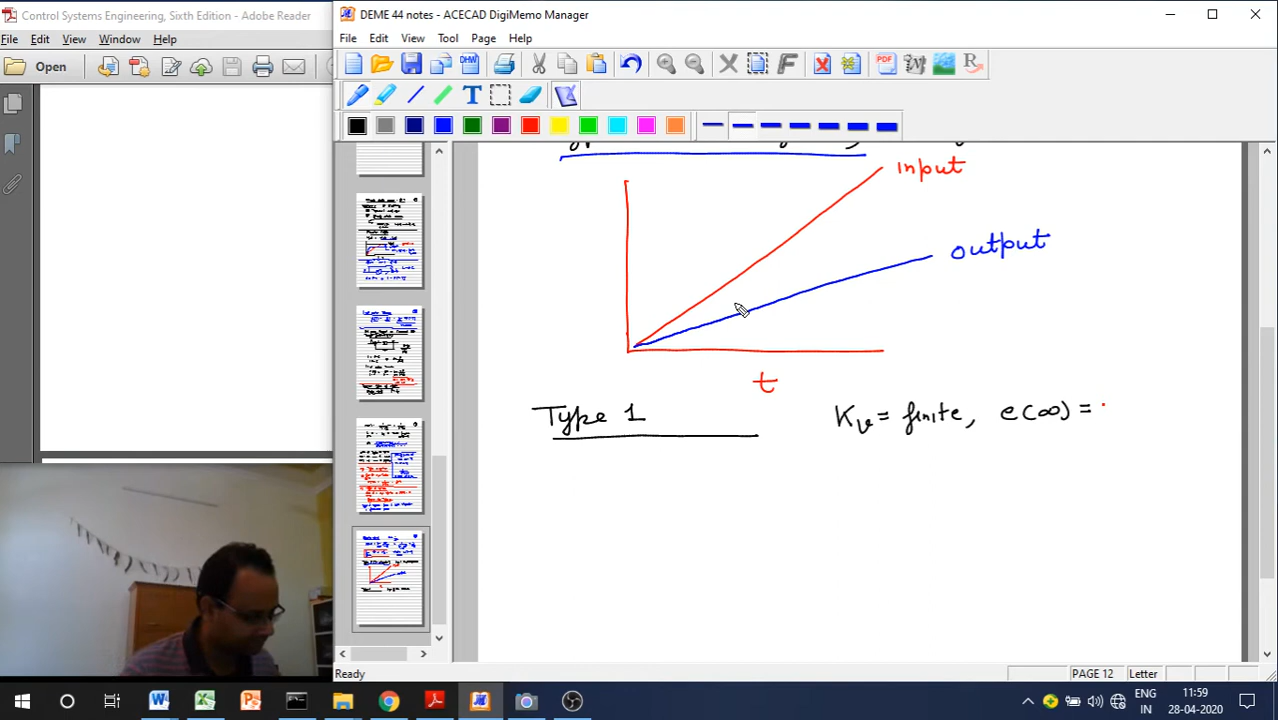 Control Systems Engineering, Sixth Edition - Adobe Reader
File Edit View Window Help
Open
DEME 44 notes - ACECAD DigiMemo Manager
File Edit View Tool Page Help
input
output
t
Type 1 Kv = finite, e(∞) =
Ready PAGE 12 Letter
ENG 11:59
IN 28-04-2020